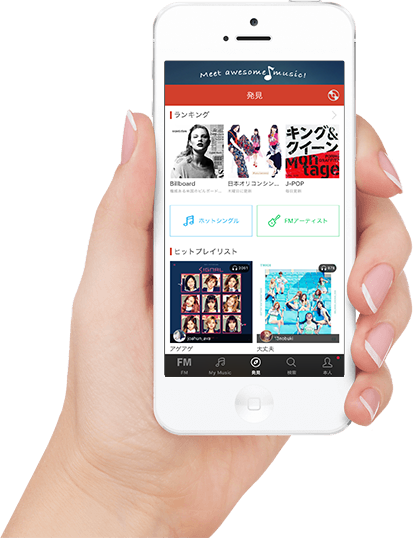 Meet awesome music!
発見
ランキング
キング&
クイーン
Montage
Billboard
日本オリコンシン...
J-POP
ホットシングル
FMアーティスト
ヒットプレイリスト
SIGNAL
アゲアゲ
大丈夫
FM
FM
My Music
発見
検索
本人